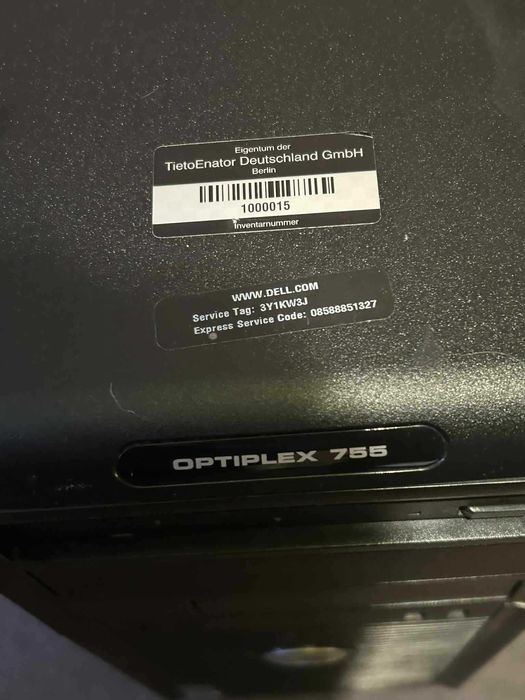 Eigentum der
TietoEnator Deutschland GmbH
Berlin
1000015
Inventarnummer
WWW.DELL.COM
Service Tag: 3Y1KW3J
Express Service Code: 08588851327
OPTIPLEX 755